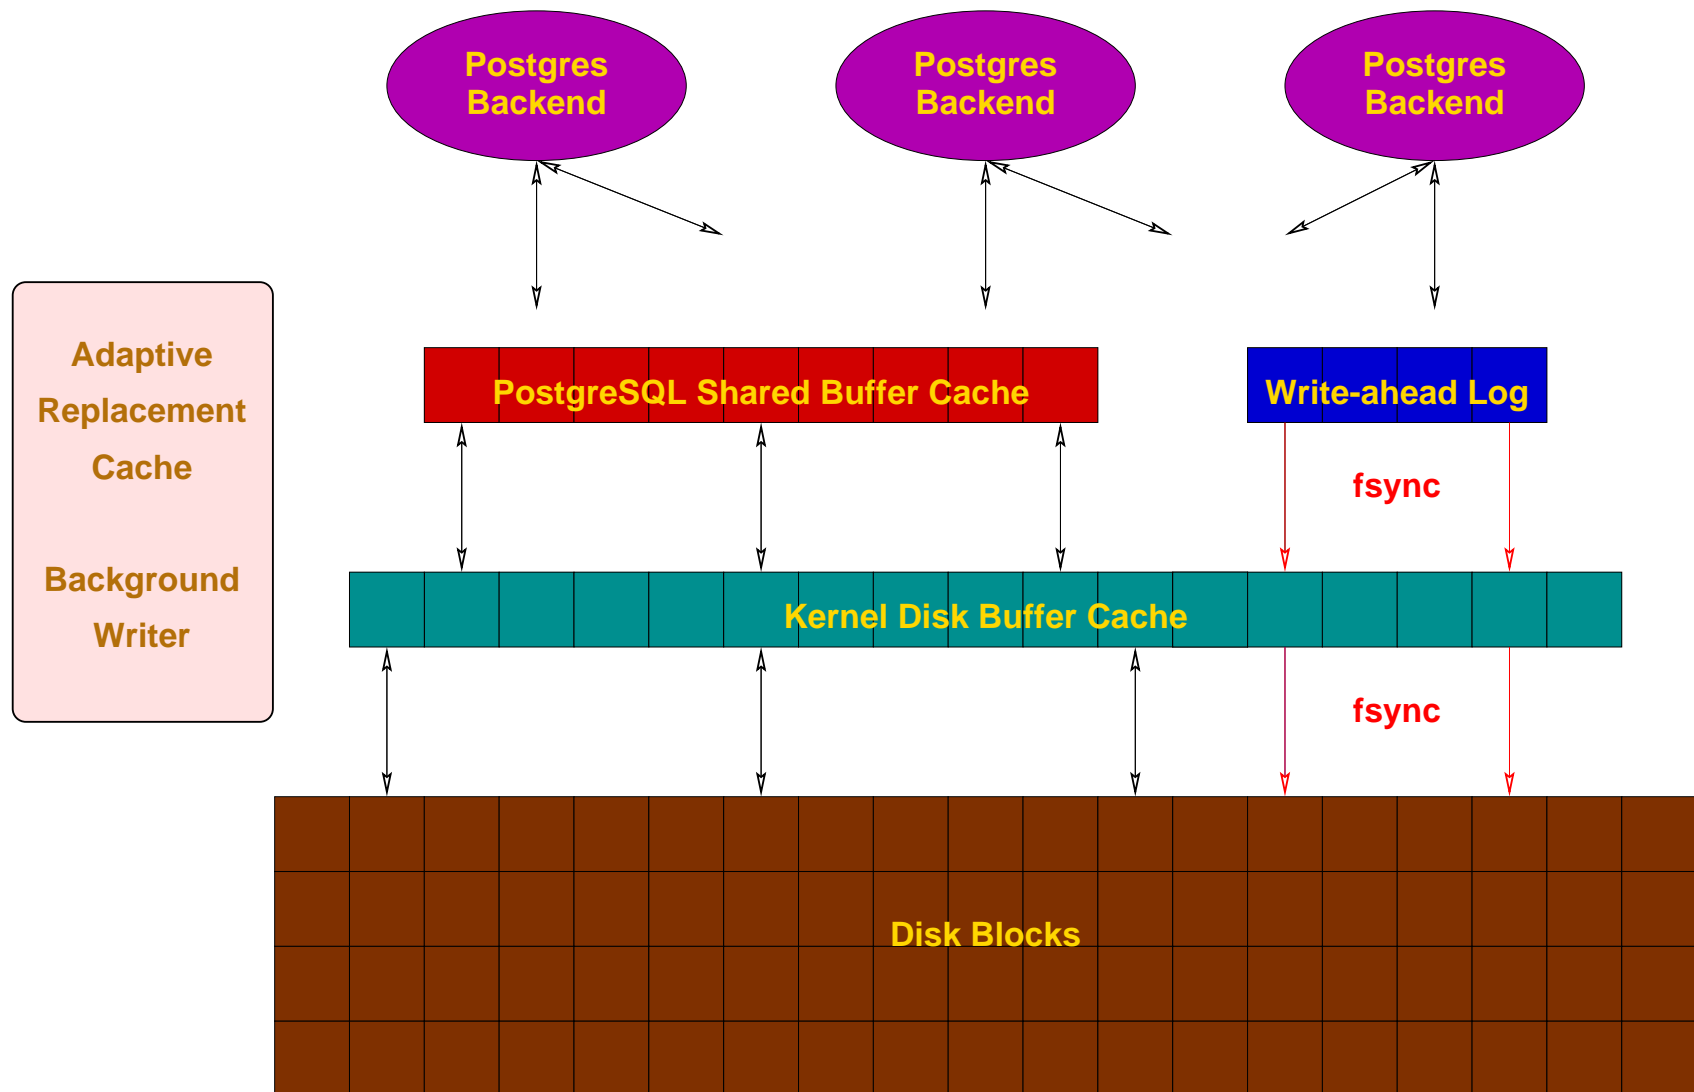 Postgres
Backend
Postgres
Backend
Postgres
Backend
Adaptive
Replacement
Cache
Background
Writer
PostgreSQL Shared Buffer Cache
Write-ahead Log
fsync
Kernel Disk Buffer Cache
fsync
Disk Blocks